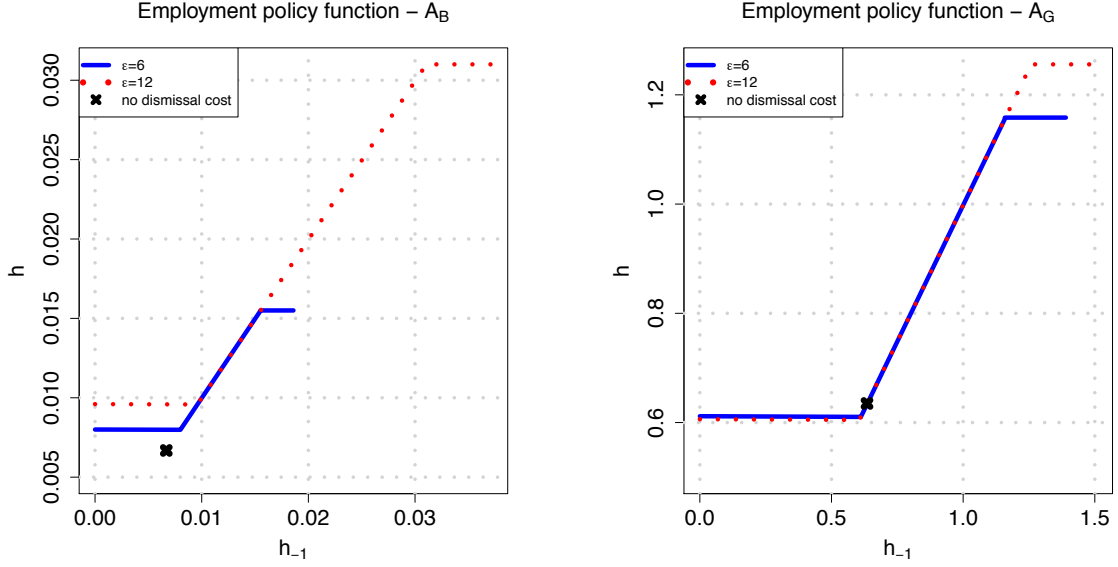 Employment policy function − A_B
ε=6
ε=12
no dismissal cost
0.030
0.025
0.020
0.015
0.010
0.005
h
0.00 0.01 0.02 0.03
h_−1
Employment policy function − A_G
ε=6
ε=12
no dismissal cost
1.2
1.0
0.8
0.6
h
0.0 0.5 1.0 1.5
h_−1